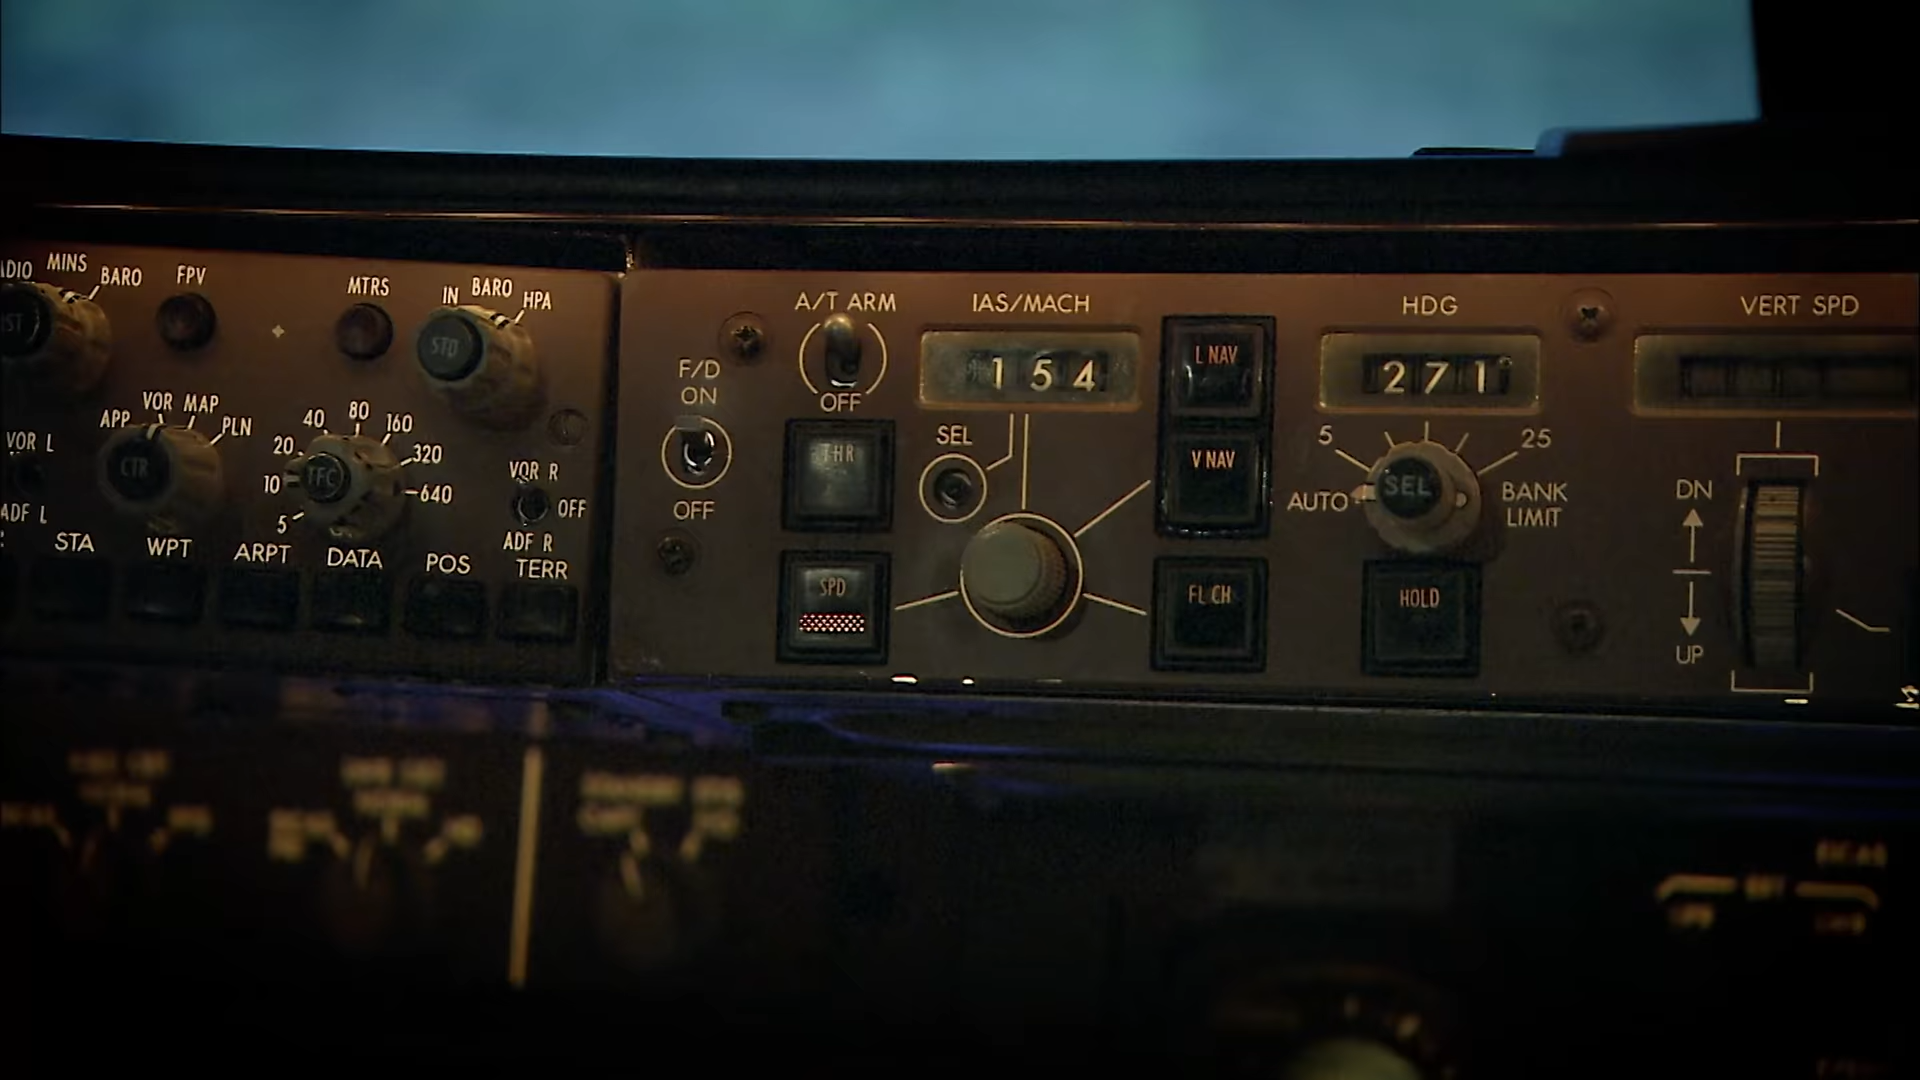 MINS
BARO
FPV
MTRS
IN
BARO
HPA
STD
VOR
MAP
APP
PLN
CTR
VOR L
ADF L
5
10
20
40
80
160
320
640
TFC
VOR R
OFF
ADF R
STA
WPT
ARPT
DATA
POS
TERR
A/T ARM
OFF
F/D
ON
OFF
THR
SPD
IAS/MACH
154
SEL
L NAV
V NAV
FL CH
HDG
271
5
25
AUTO
SEL
BANK
LIMIT
HOLD
VERT SPD
DN
UP